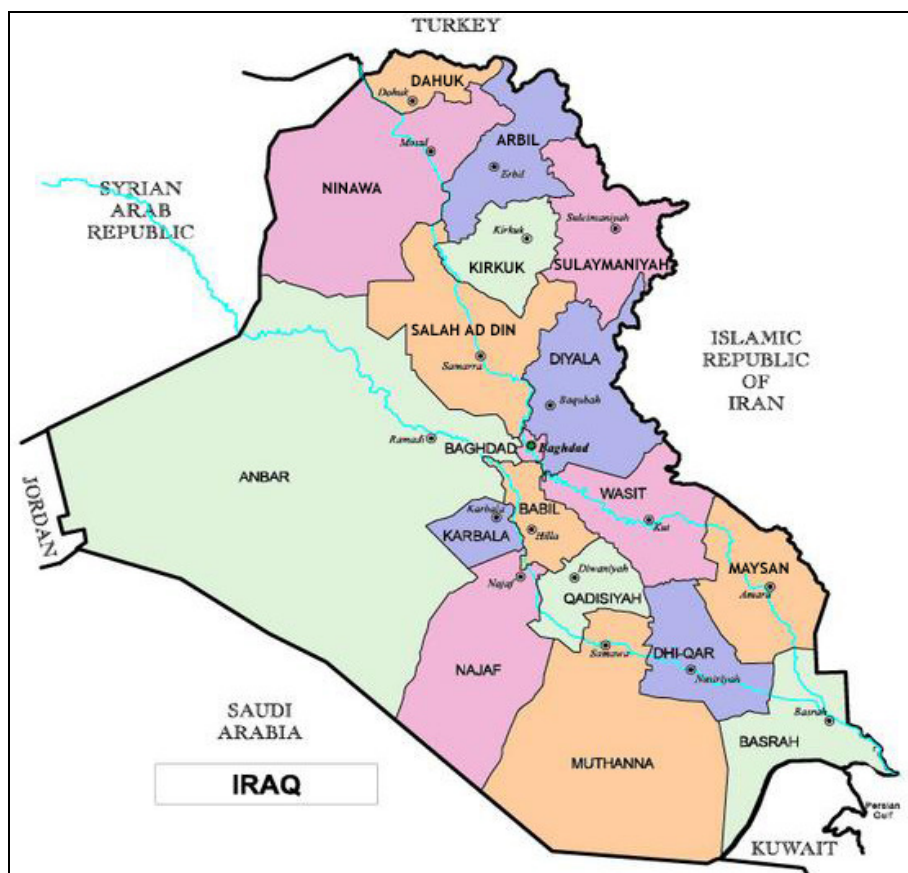 TURKEY
DAHUK
Dohuk
ARBIL
Mosul
Erbil
NINAWA
SYRIAN
ARAB
REPUBLIC
Suleimaniyah
Kirkuk
KIRKUK
SULAYMANIYAH
SALAH AD DIN
Samarra
DIYALA
ISLAMIC
REPUBLIC
OF
IRAN
Baqubah
Ramadi
BAGHDAD
Baghdad
ANBAR
JORDAN
WASIT
Kut
BABIL
Hilla
Karbala
KARBALA
MAYSAN
Amara
Najaf
Diwaniyah
QADISIYAH
Samawa
DHI-QAR
Nasiriyah
NAJAF
SAUDI
ARABIA
Basrah
BASRAH
MUTHANNA
IRAQ
Persian
Gulf
KUWAIT